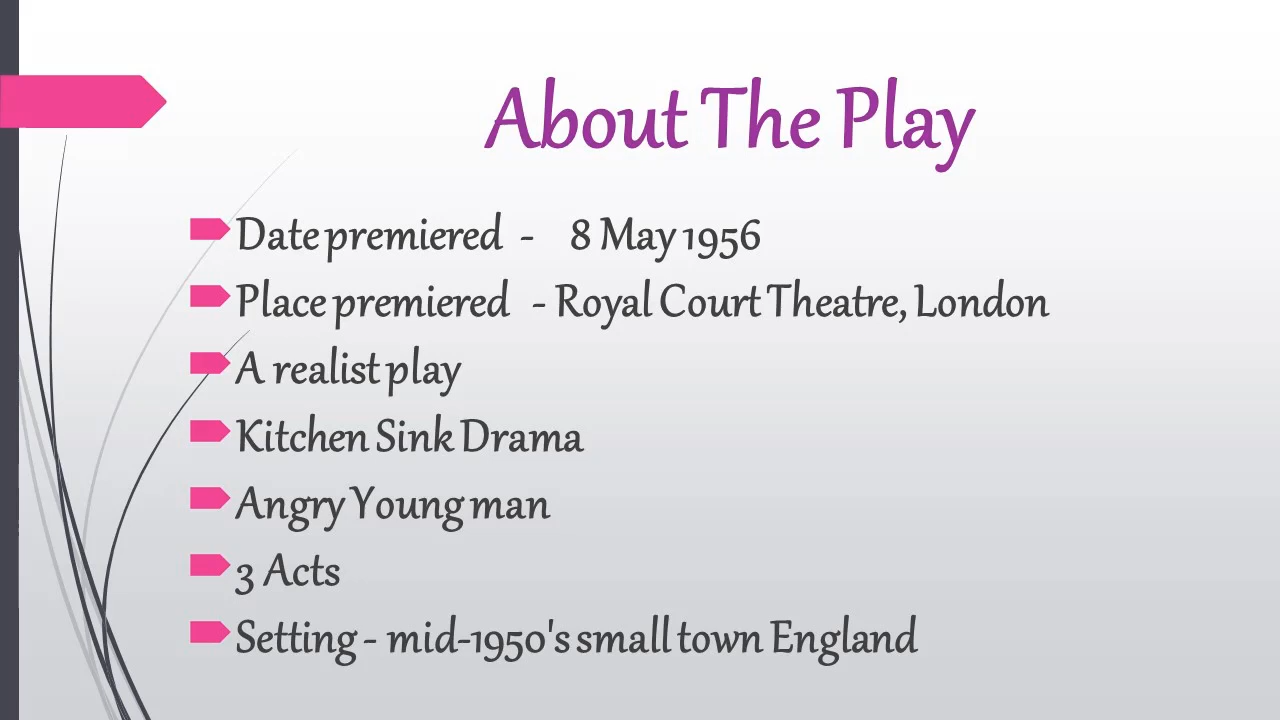 About The Play
Date premiered - 8 May 1956
Place premiered - Royal Court Theatre, London
A realist play
Kitchen Sink Drama
Angry Young man
3 Acts
Setting - mid-1950's small town England